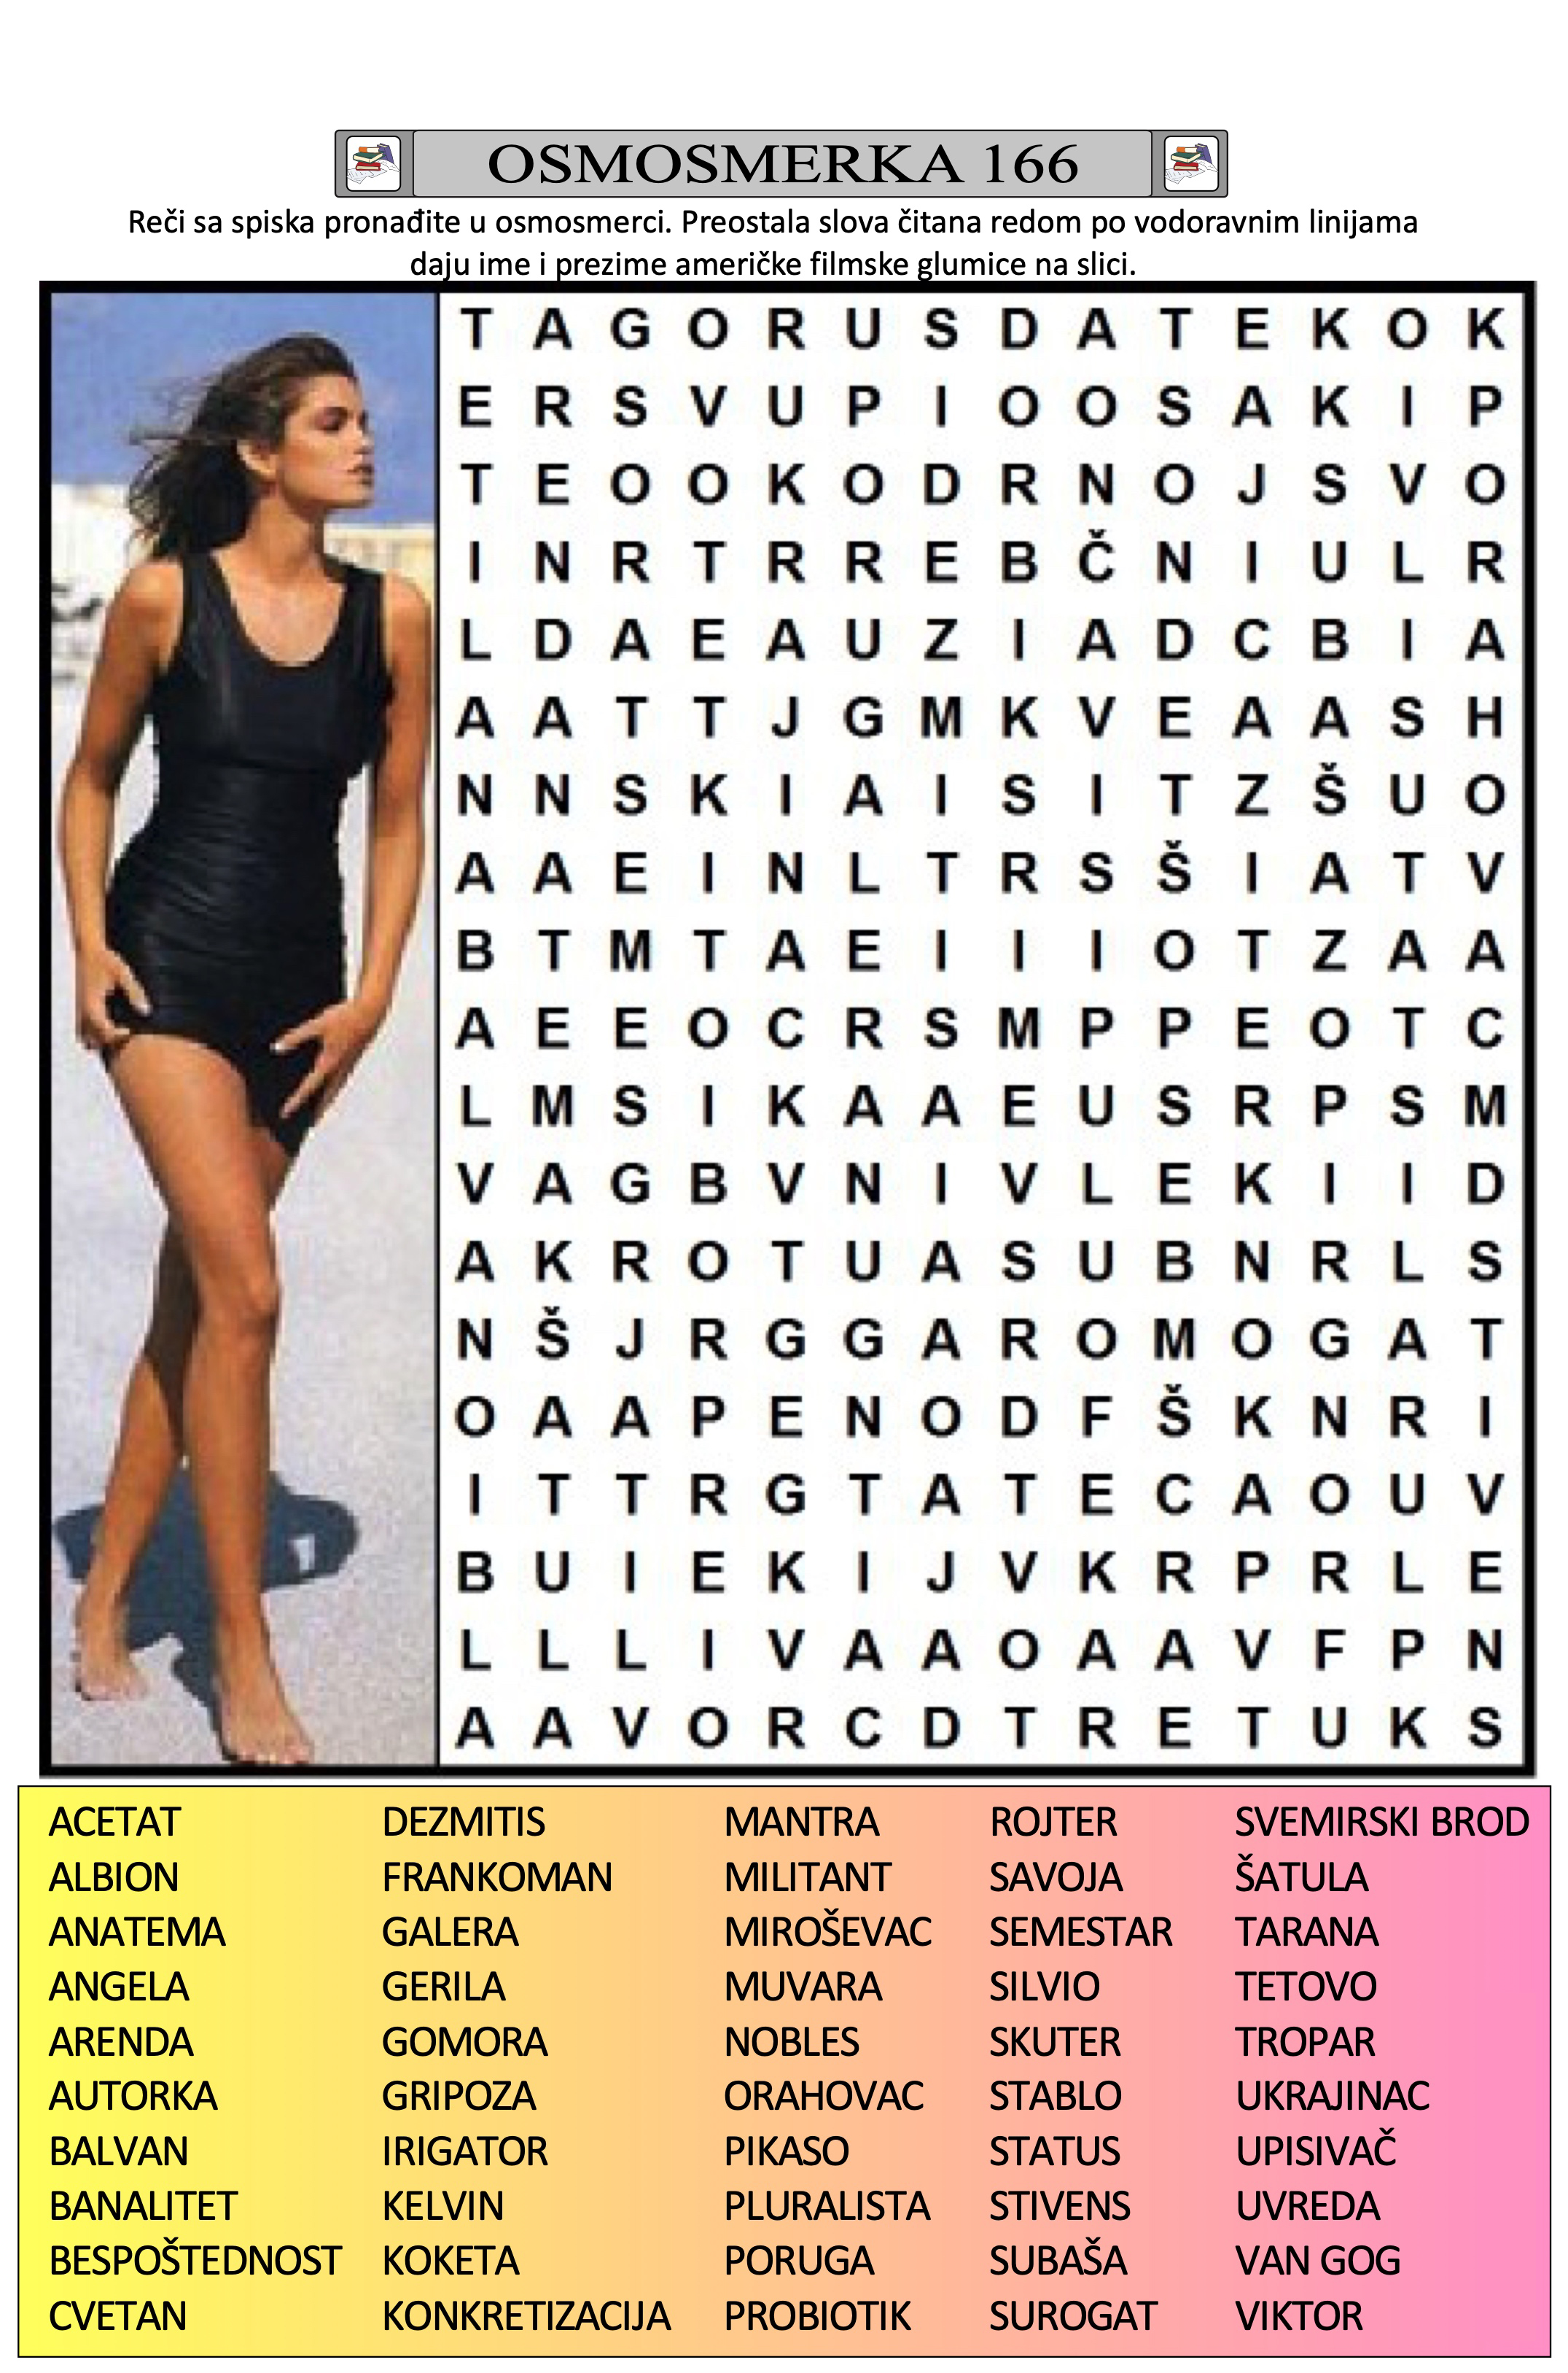 OSMOSMERKA 166
Reči sa spiska pronađite u osmosmerci. Preostala slova čitana redom po vodoravnim linijama
daju ime i prezime američke filmske glumice na slici.
T A G O R U S D A T E K O K
E R S V U P I O O S A K I P
T E O O K O D R N O J S V O
I N R T R R E B Č N I U L R
L D A E A U Z I A D C B I A
A A T T J G M K V E A A S H
N N S K I A I S I T Z Š U O
A A E I N L T R S Š I A T V
B T M T A E I I I O T Z A A
A E E O C R S M P P E O T C
L M S I K A A E U S R P S M
V A G B V N I V L E K I I D
A K R O T U A S U B N R L S
N Š J R G G A R O M O G A T
O A A P E N O D F Š K N R I
I T T R G T A T E C A O U V
B U I E K I J V K R P R L E
L L L I V A A O A A V F P N
A A V O R C D T R E T U K S
ACETAT DEZMITIS MANTRA ROJTER SVEMIRSKI BROD
ALBION FRANKOMAN MILITANT SAVOJA ŠATULA
ANATEMA GALERA MIROŠEVAC SEMESTAR TARANA
ANGELA GERILA MUVARA SILVIO TETOVO
ARENDA GOMORA NOBLES SKUTER TROPAR
AUTORKA GRIPOZA ORAHOVAC STABLO UKRAJINAC
BALVAN IRIGATOR PIKASO STATUS UPISIVAČ
BANALITET KELVIN PLURALISTA STIVENS UVREDA
BESPOŠTEDNOST KOKETA PORUGA SUBAŠA VAN GOG
CVETAN KONKRETIZACIJA PROBIOTIK SUROGAT VIKTOR